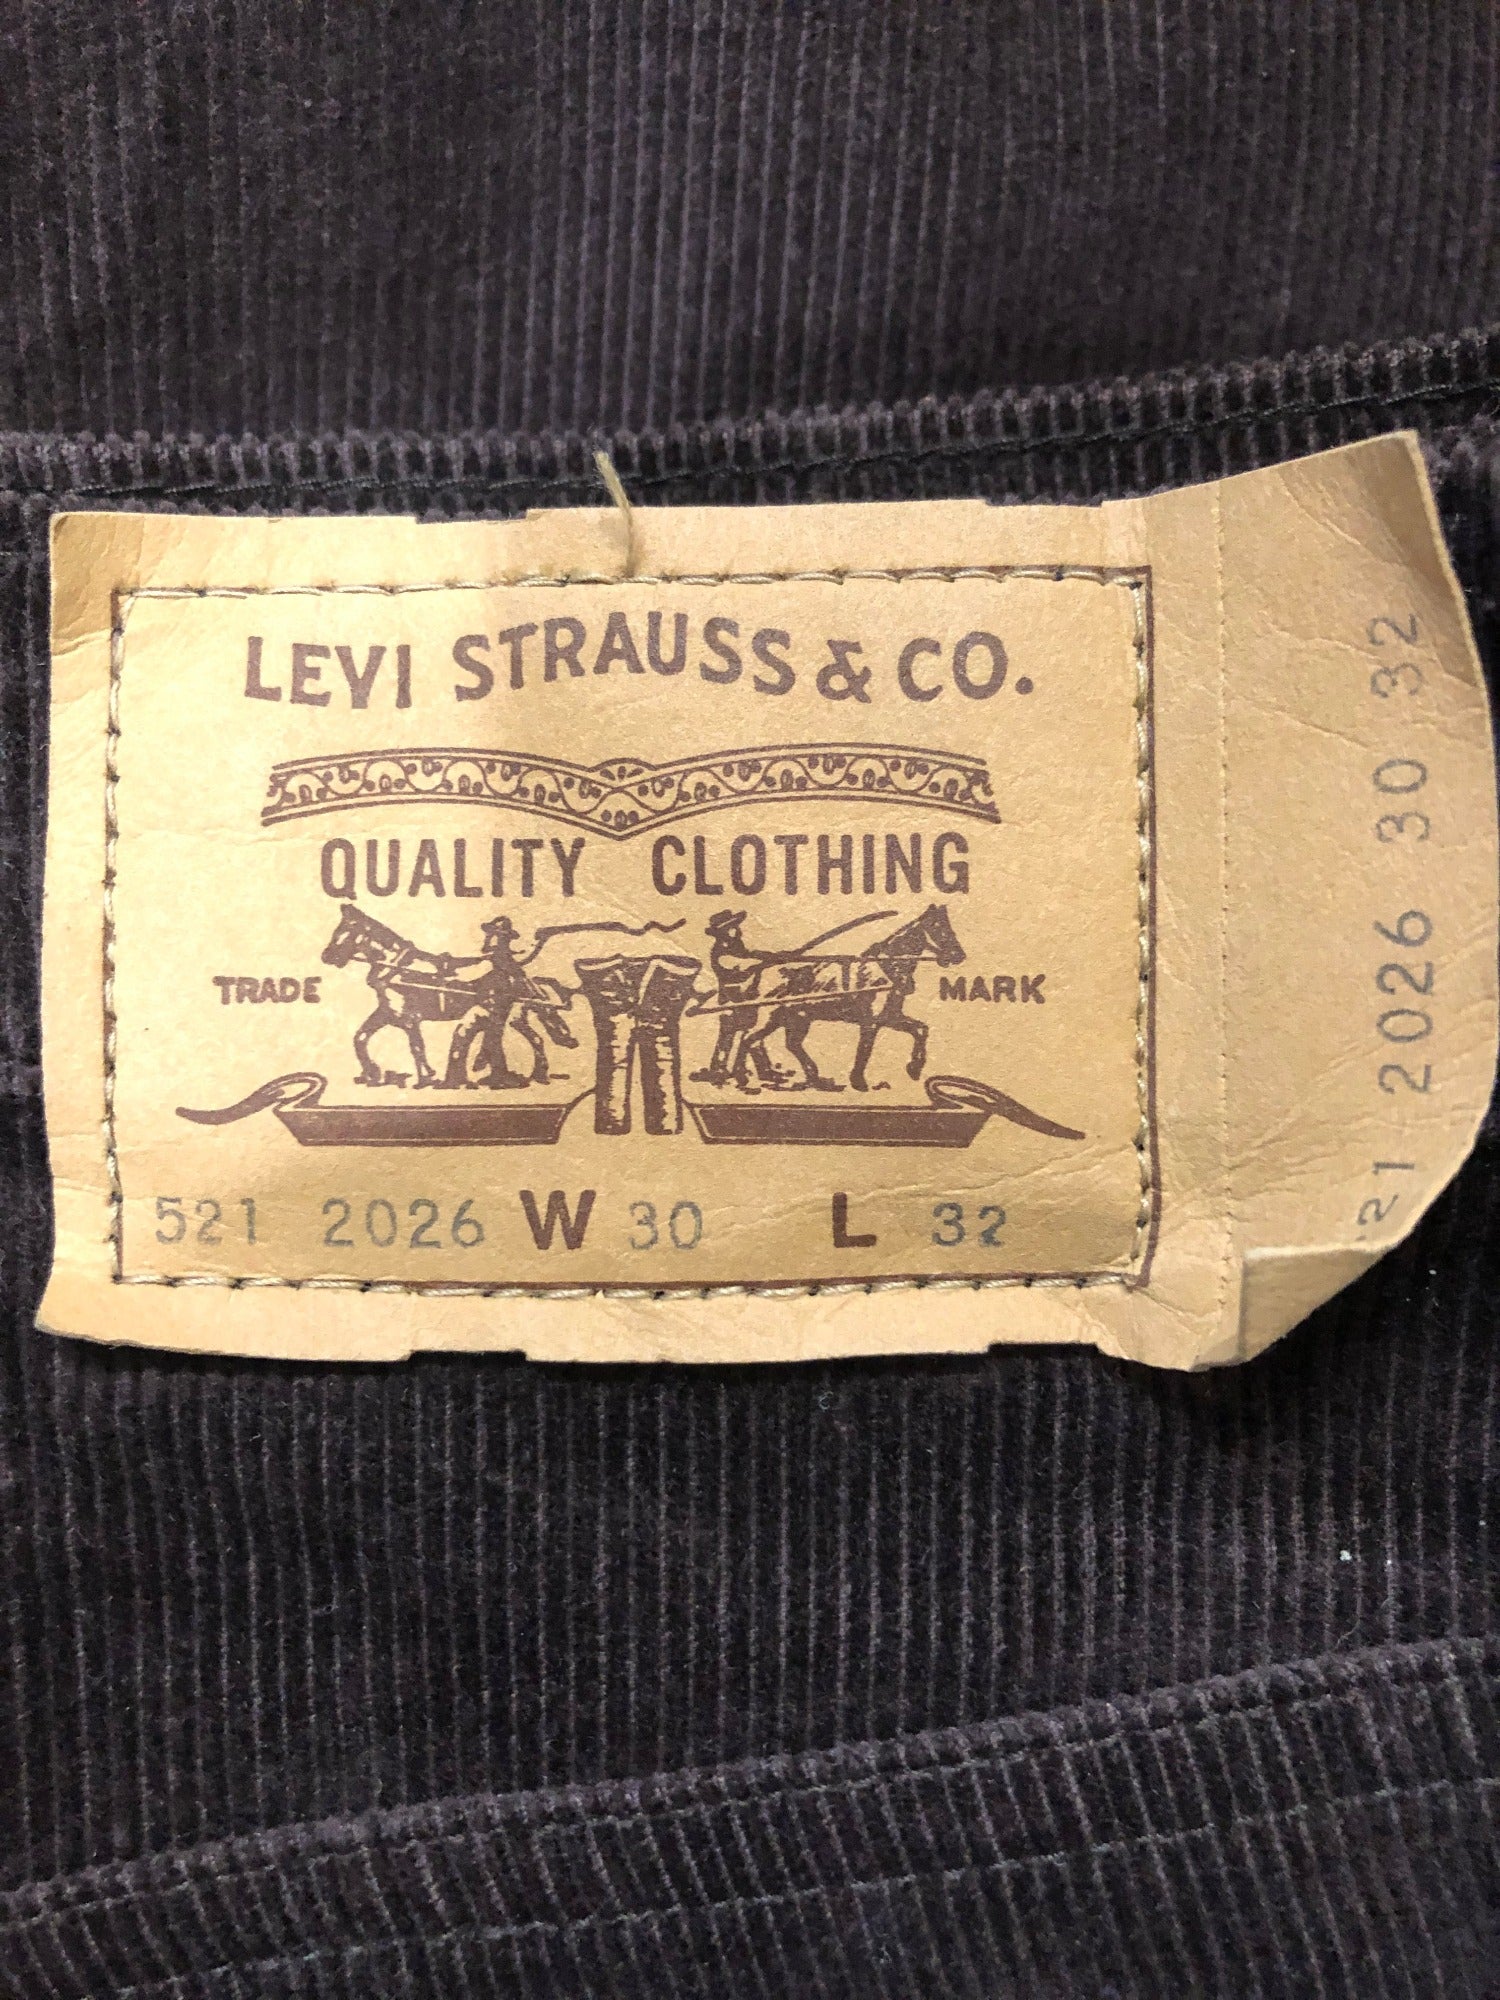 LEVI STRAUSS & CO.
QUALITY CLOTHING
TRADE MARK
521 2026 W 30 L 32
21 2026 30 32